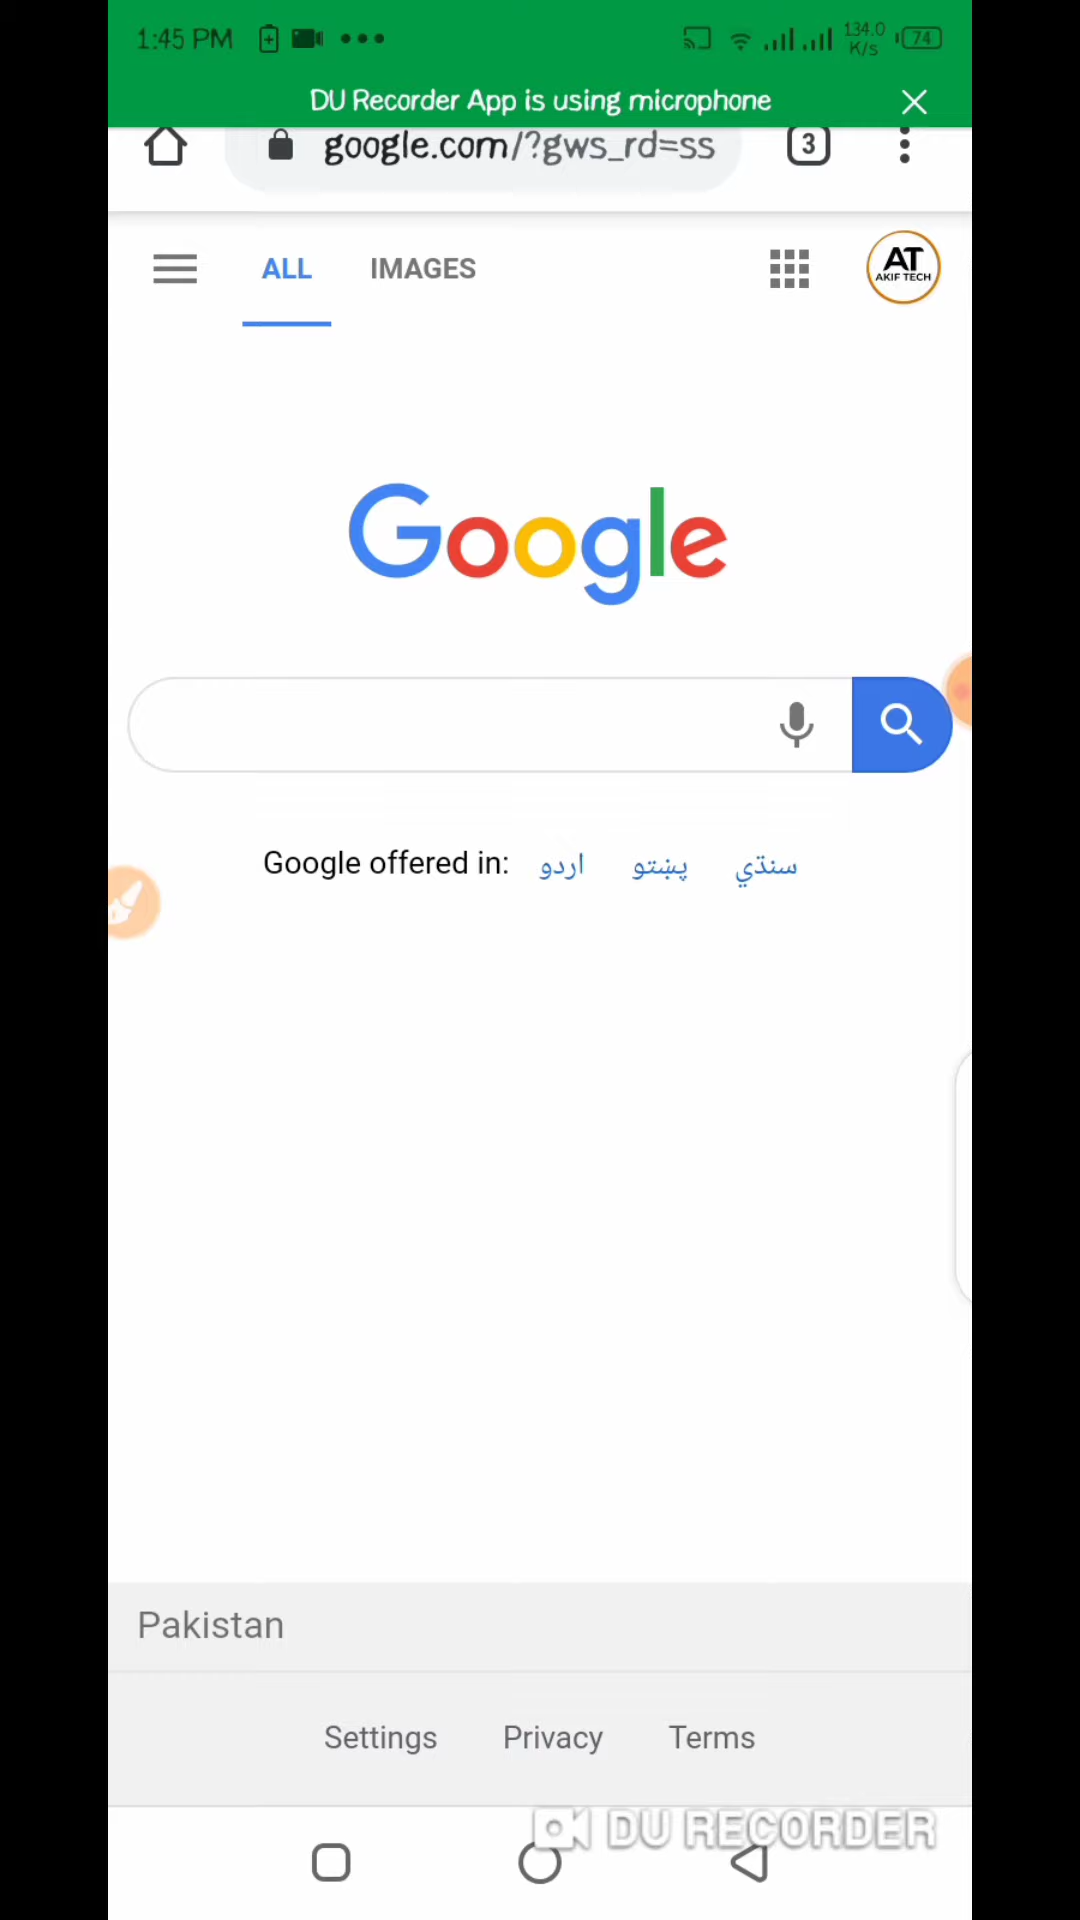 1:45 PM 134.0 K/s 74
DU Recorder App is using microphone
google.com/?gws_rd=ss 3
ALL IMAGES AT AKIF TECH
Google
Google offered in: اردو پښتو سنڌي
Pakistan
Settings Privacy Terms
DU RECORDER